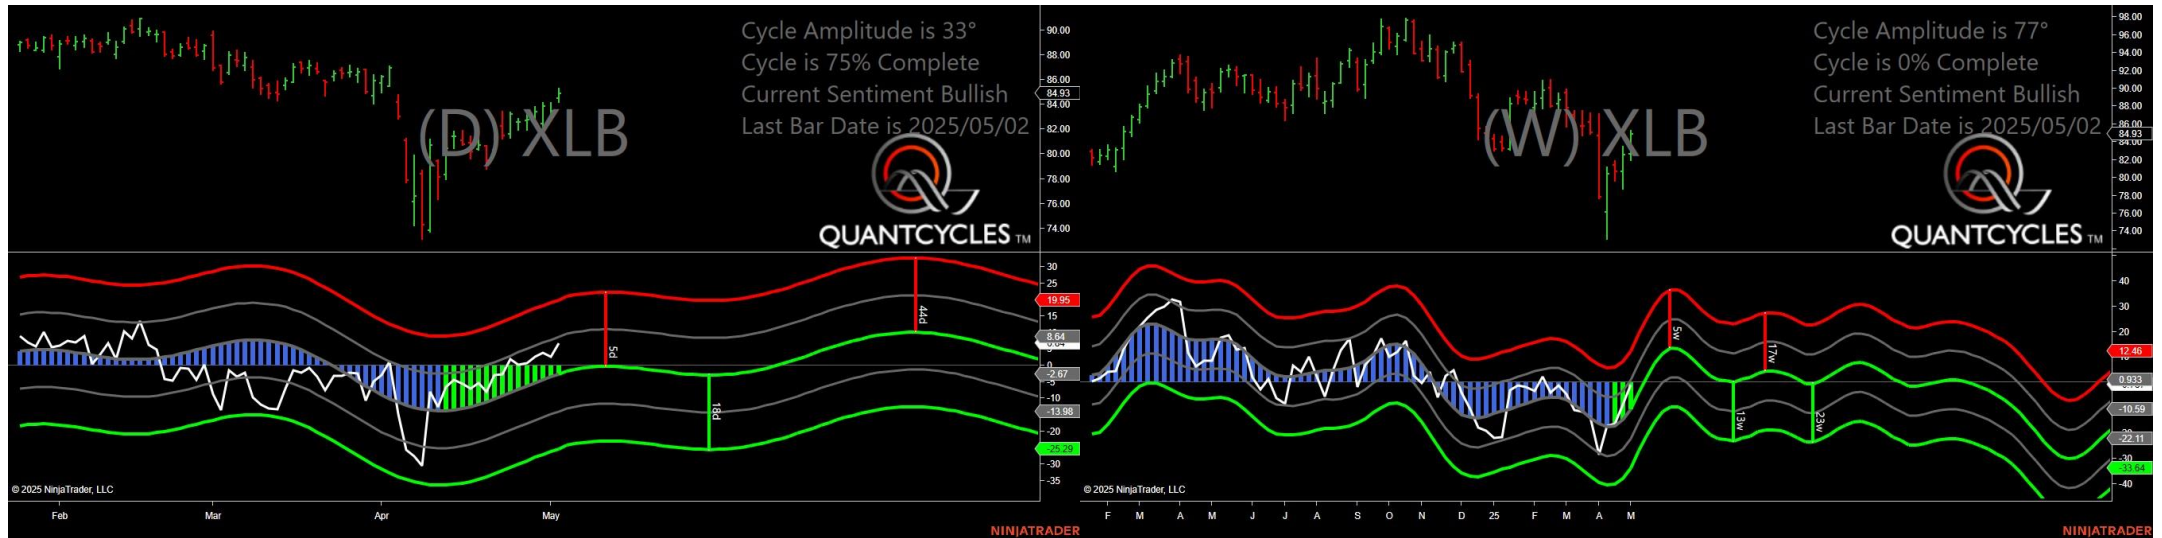 Cycle Amplitude is 33°
Cycle is 75% Complete
Current Sentiment Bullish
Last Bar Date is 2025/05/02
(D) XLB
QUANTCYCLES TM
90.00
88.00
86.00
84.93
84.00
82.00
80.00
78.00
76.00
74.00
30
25
19.95
15
8.64
5
0
-2.67
-5
-10
-13.98
-20
-25.29
-30
-35
5d
18d
44d
© 2025 NinjaTrader, LLC
Feb
Mar
Apr
May
NINJATRADER
Cycle Amplitude is 77°
Cycle is 0% Complete
Current Sentiment Bullish
Last Bar Date is 2025/05/02
(W) XLB
QUANTCYCLES TM
98.00
96.00
94.00
92.00
90.00
88.00
86.00
84.93
84.00
82.00
80.00
78.00
76.00
74.00
40
30
20
12.46
0.933
-10.59
-22.11
-30
-33.64
-40
5w
13w
17w
23w
© 2025 NinjaTrader, LLC
F
M
A
M
J
J
A
S
O
N
D
25
F
M
A
M
NINJATRADER